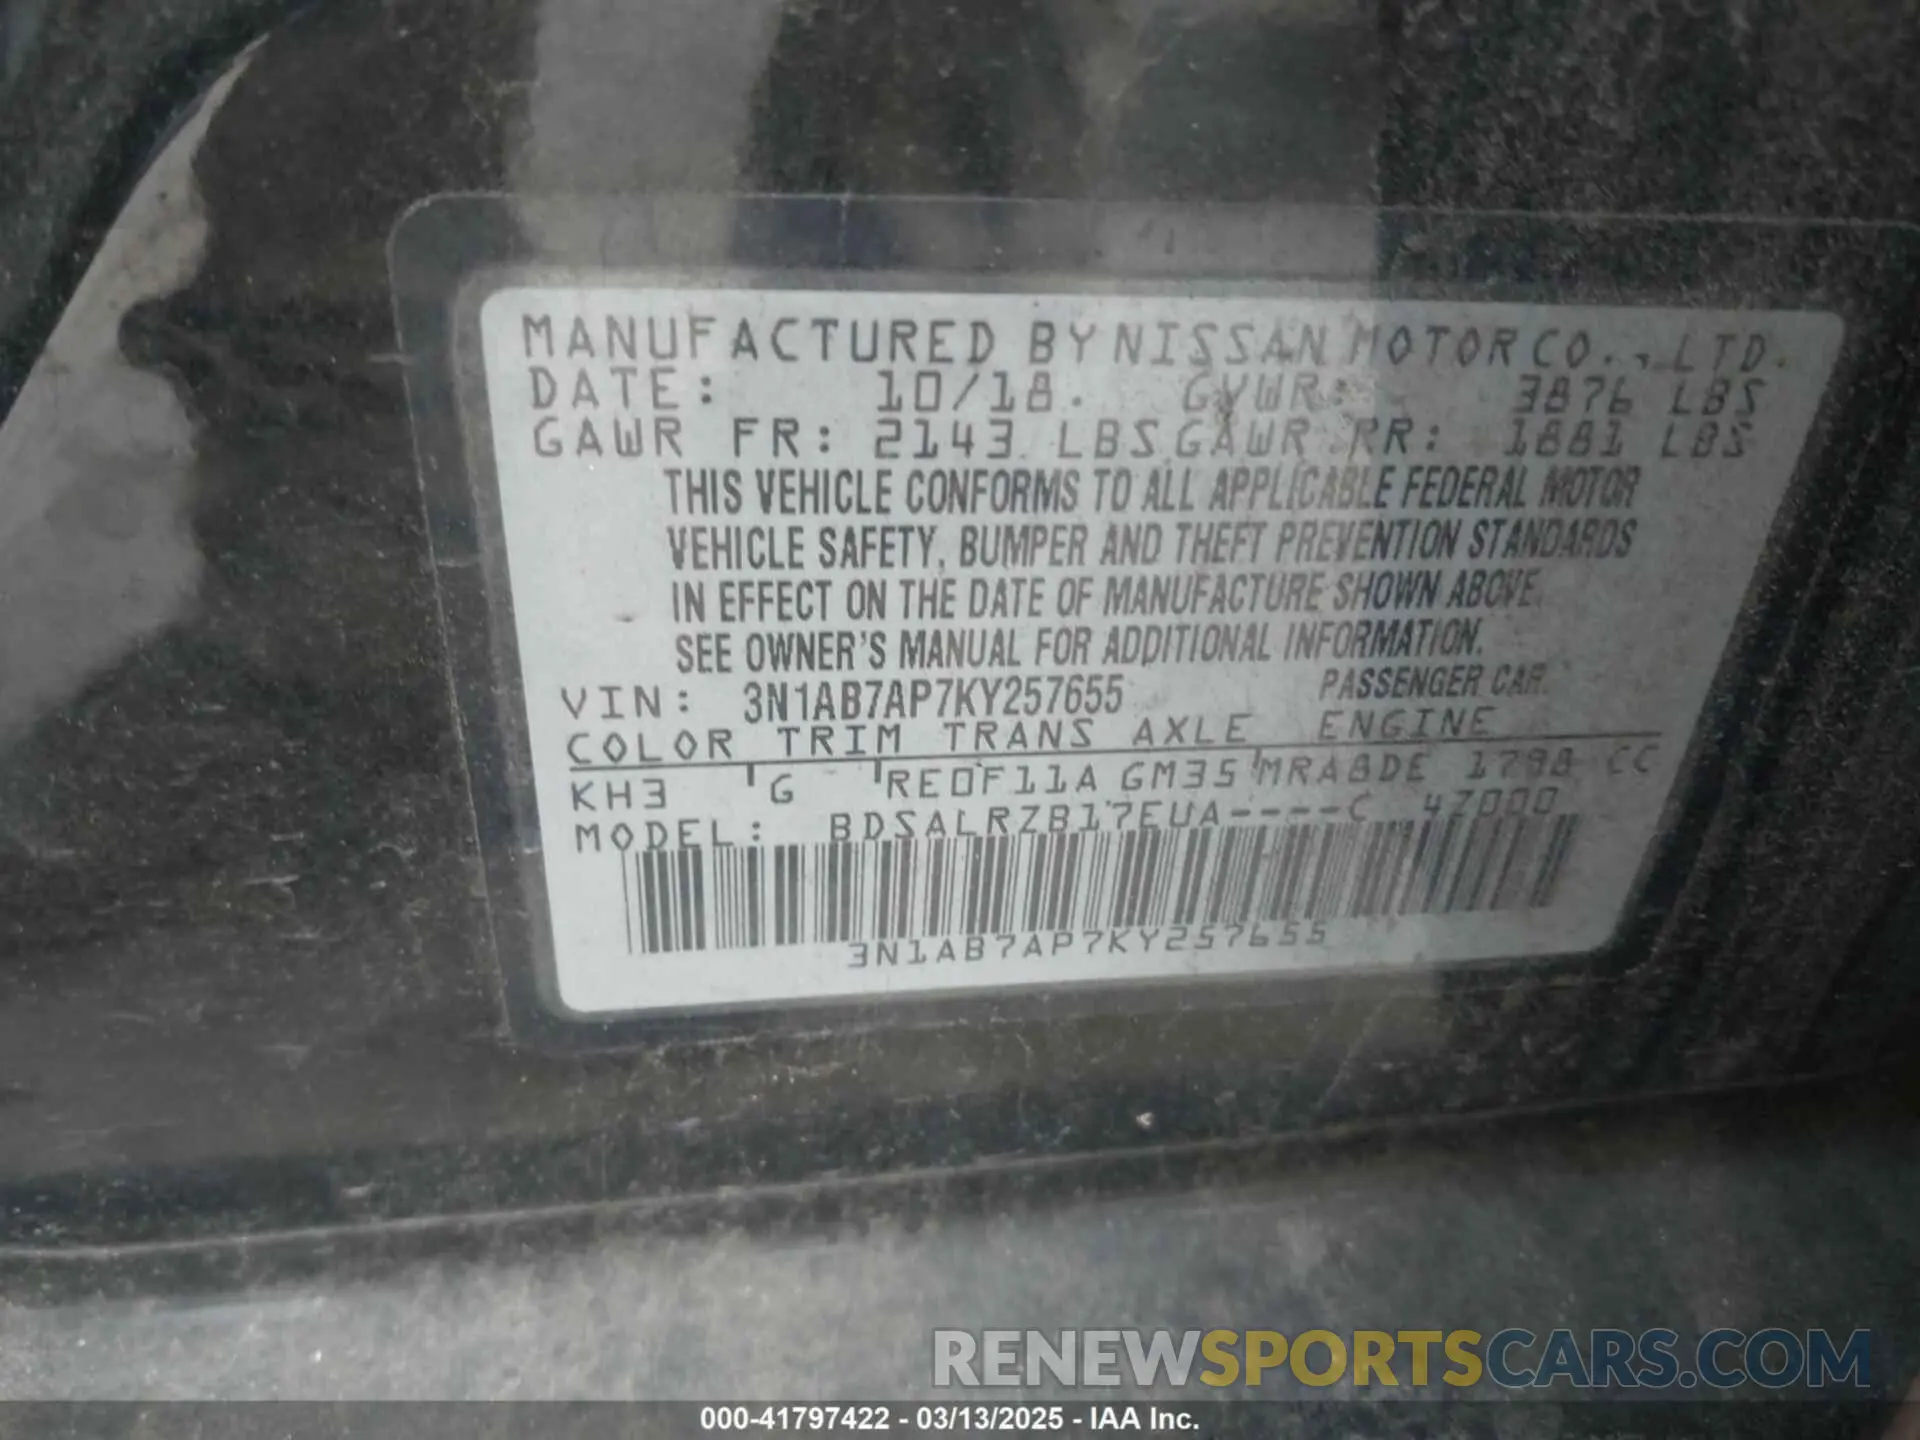 MANUFACTURED BY NISSAN MOTOR CO., LTD.
DATE: 10/18. GVWR: 3876 LBS
GAWR FR: 2143 LBS GAWR RR: 1881 LBS
THIS VEHICLE CONFORMS TO ALL APPLICABLE FEDERAL MOTOR
VEHICLE SAFETY, BUMPER AND THEFT PREVENTION STANDARDS
IN EFFECT ON THE DATE OF MANUFACTURE SHOWN ABOVE.
SEE OWNER'S MANUAL FOR ADDITIONAL INFORMATION.
VIN: 3N1AB7AP7KY257655 PASSENGER CAR
COLOR TRIM TRANS AXLE ENGINE
KH3 G RE0F11A GM35 MRA8DE 1798 CC
MODEL: BDSALRZB17EUA----C 4Z000
3N1AB7AP7KY257655
RENEWSPORTSCARS.COM
000-41797422 - 03/13/2025 - IAA Inc.